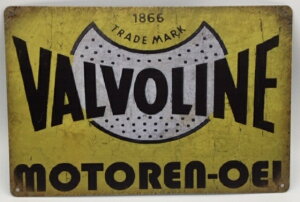 1866
TRADE MARK
VALVOLINE
MOTOREN-OEL